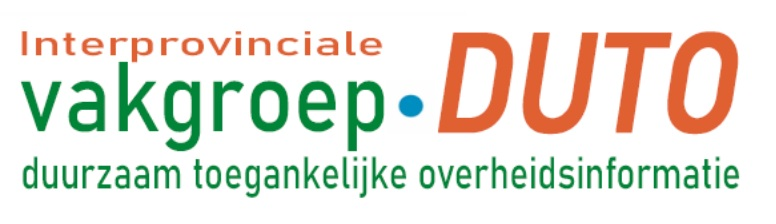 Interprovinciale
vakgroep • DUTO
duurzaam toegankelijke overheidsinformatie